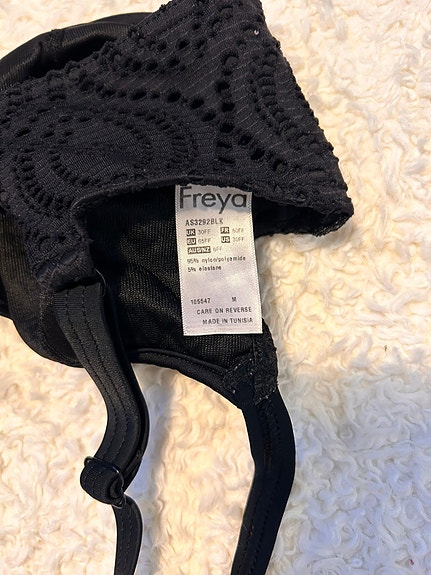 Freya
AS3292BLK
UK 30FF FR 80FF
EU 65FF US 30FF
AU/NZ 8FF
95% nylon/polyamide
5% elastane
105547 M
CARE ON REVERSE
MADE IN TUNISIA